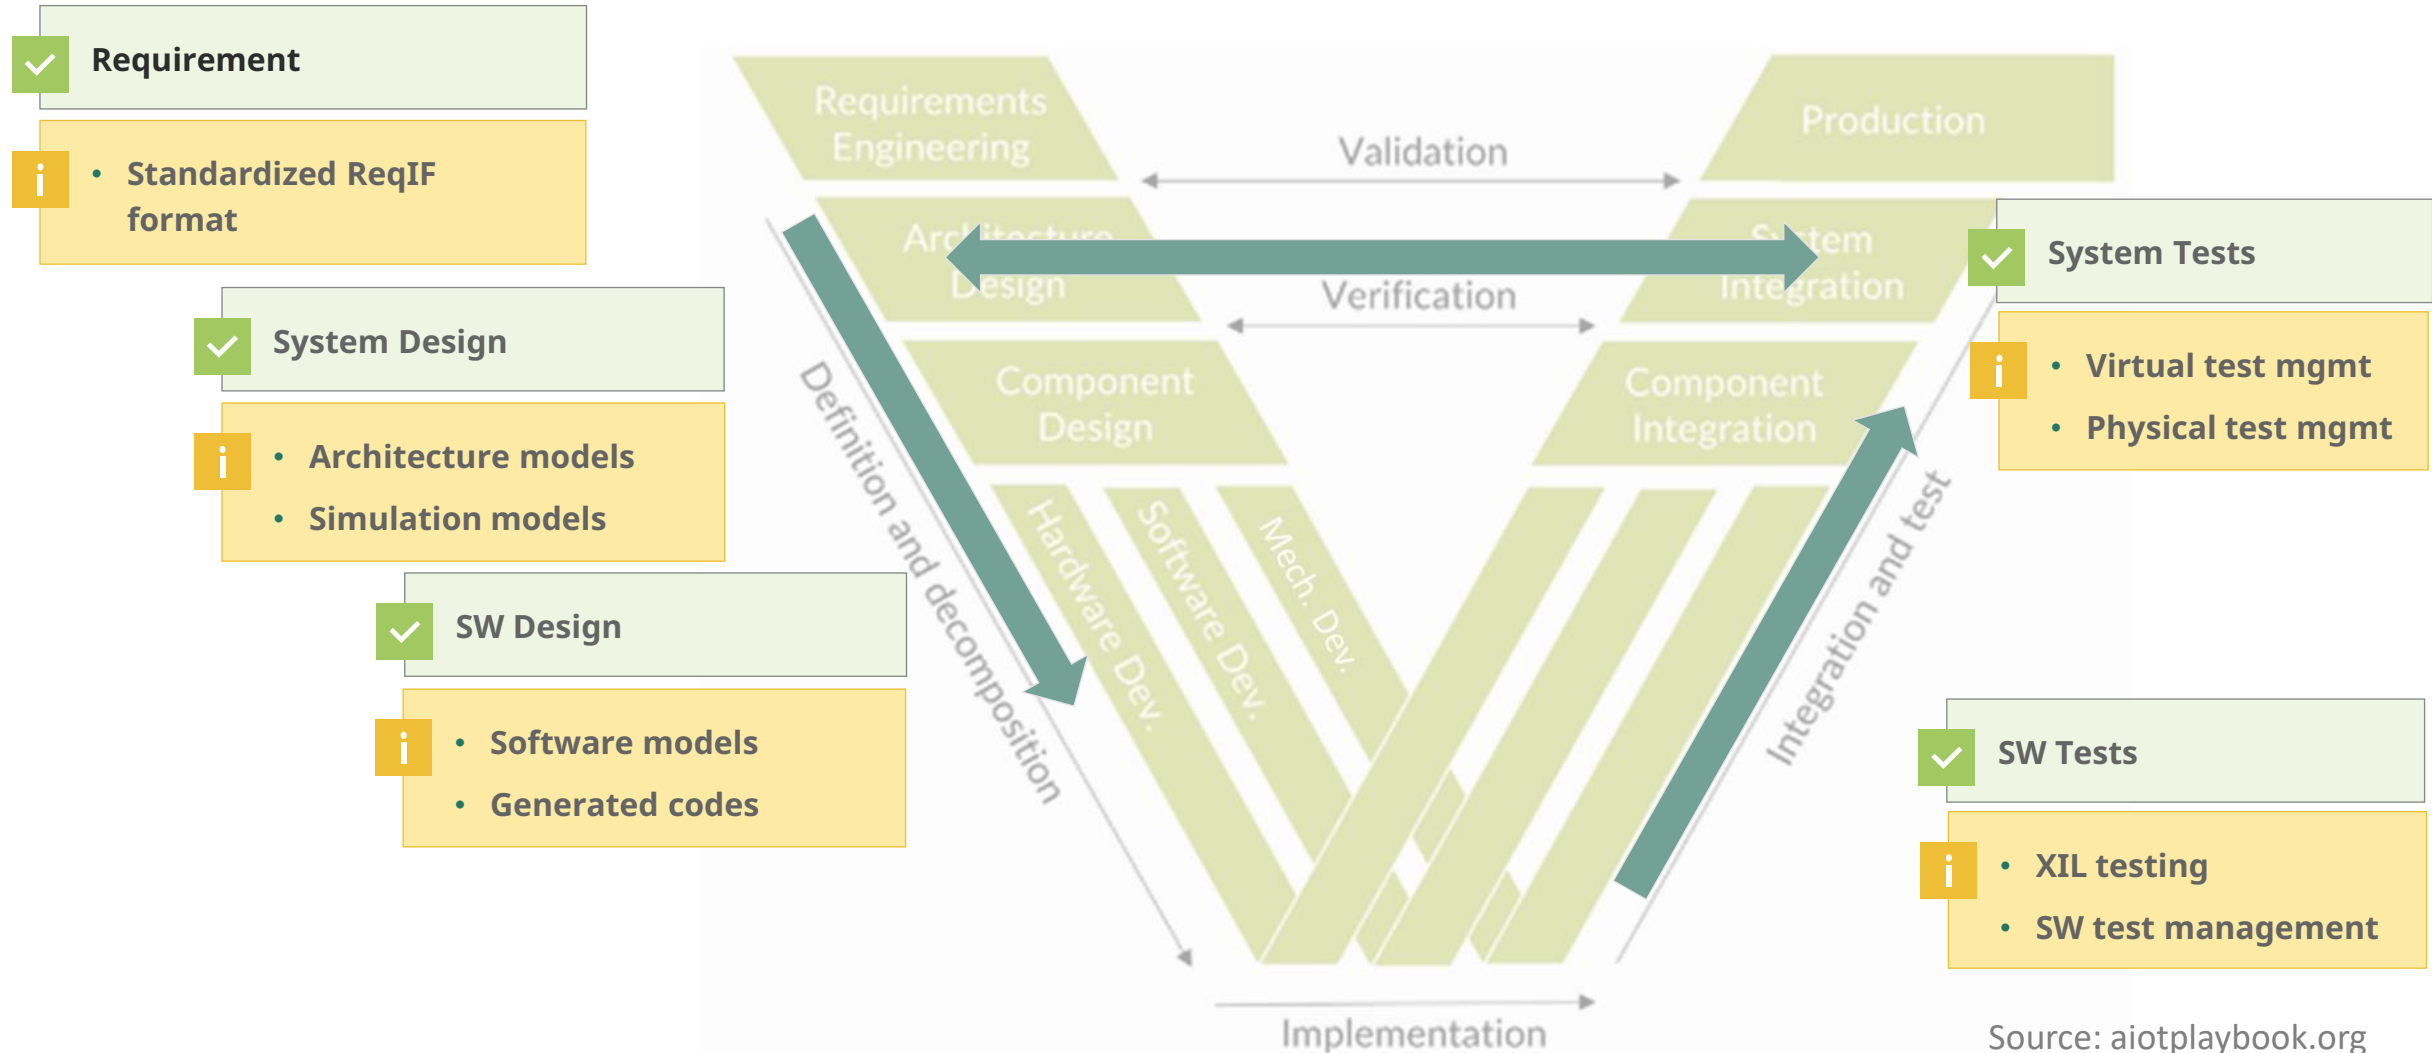 Requirement
• Standardized ReqIF
format
System Design
• Architecture models
• Simulation models
SW Design
• Software models
• Generated codes
Requirements
Engineering
Architecture
Design
Component
Design
Hardware Dev.
Software Dev.
Mech. Dev.
Definition and decomposition
Validation
Verification
Implementation
Production
System
Integration
Component
Integration
Integration and test
System Tests
• Virtual test mgmt
• Physical test mgmt
SW Tests
• XIL testing
• SW test management
Source: aiotplaybook.org